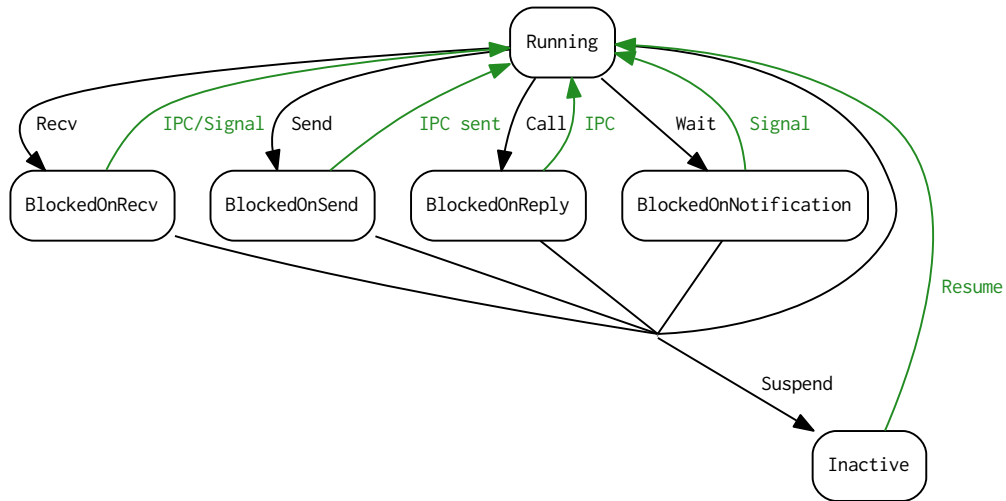 Running
Recv
IPC/Signal
Send
IPC sent
Call
IPC
Wait
Signal
BlockedOnRecv
BlockedOnSend
BlockedOnReply
BlockedOnNotification
Resume
Suspend
Inactive